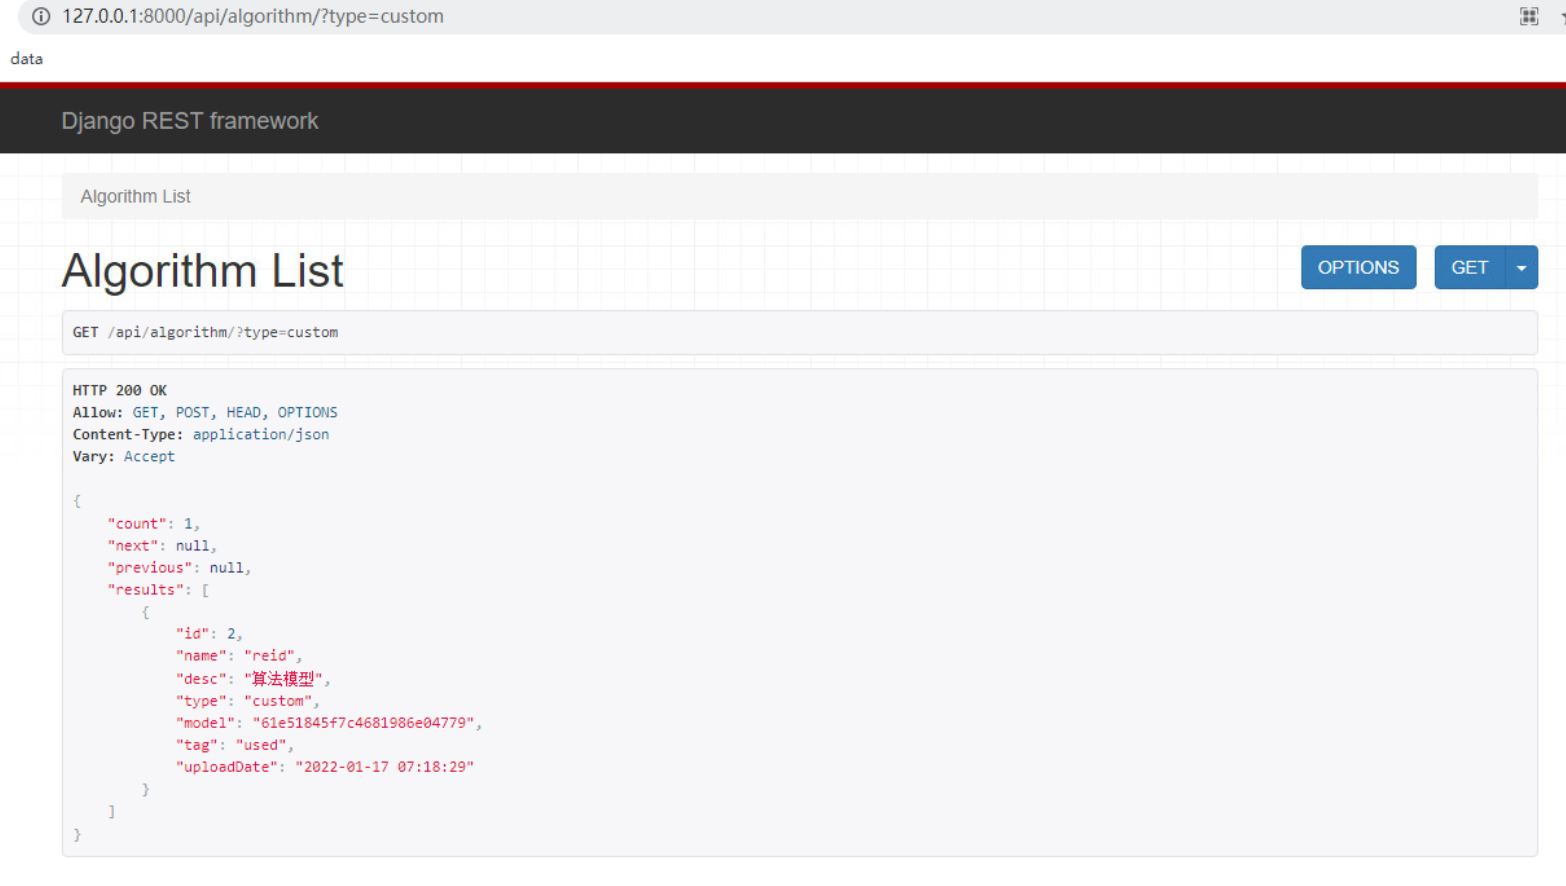 127.0.0.1:8000/api/algorithm/?type=custom
data
Django REST framework
Algorithm List
Algorithm List
OPTIONS
GET
GET /api/algorithm/?type=custom
HTTP 200 OK
Allow: GET, POST, HEAD, OPTIONS
Content-Type: application/json
Vary: Accept
{
"count": 1,
"next": null,
"previous": null,
"results": [
{
"id": 2,
"name": "reid",
"desc": "算法模型",
"type": "custom",
"model": "61e51845f7c4681986e04779",
"tag": "used",
"uploadDate": "2022-01-17 07:18:29"
}
]
}